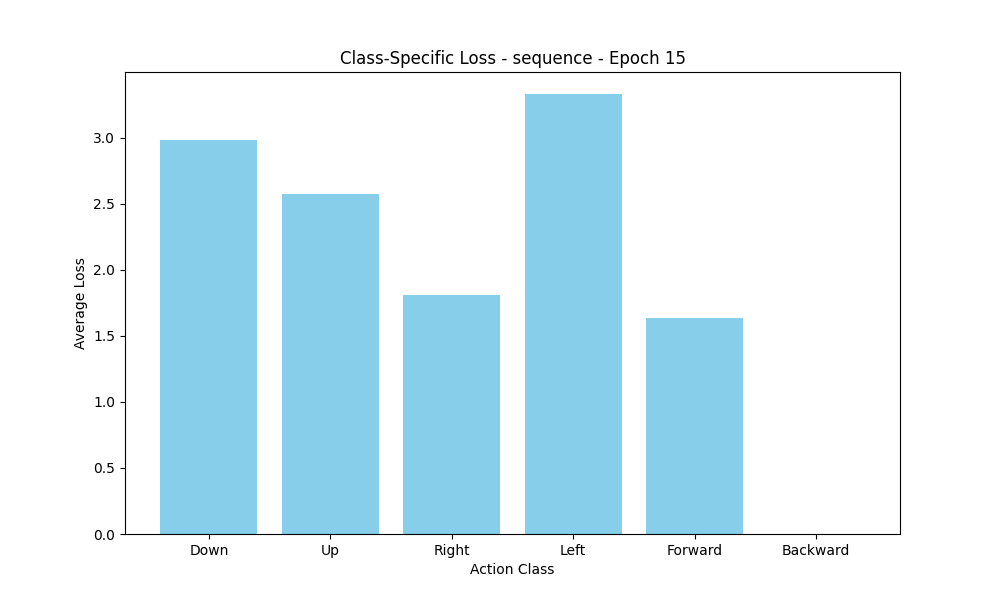 Class-Specific Loss - sequence - Epoch 15
Average Loss
3.0
2.5
2.0
1.5
1.0
0.5
0.0
Down Up Right Left Forward Backward
Action Class